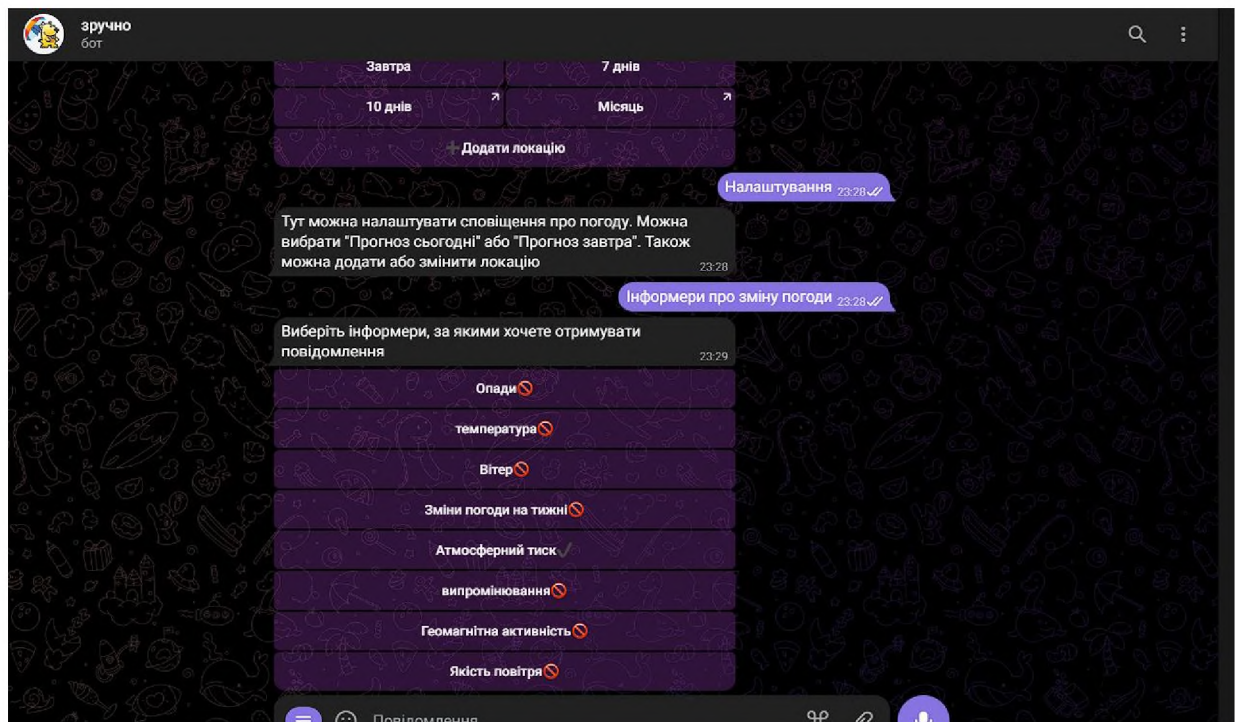 зручно
бот
Завтра
7 днів
10 днів
Місяць
Додати локацію
Налаштування 23:28
Тут можна налаштувати сповіщення про погоду. Можна
вибрати "Прогноз сьогодні" або "Прогноз завтра". Також
можна додати або змінити локацію 23:28
Інформери про зміну погоди 23:28
Виберіть інформери, за якими хочете отримувати
повідомлення 23:29
Опади
температура
Вітер
Зміни погоди на тижні
Атмосферний тиск
випромінювання
Геомагнітна активність
Якість повітря
Повідомлення